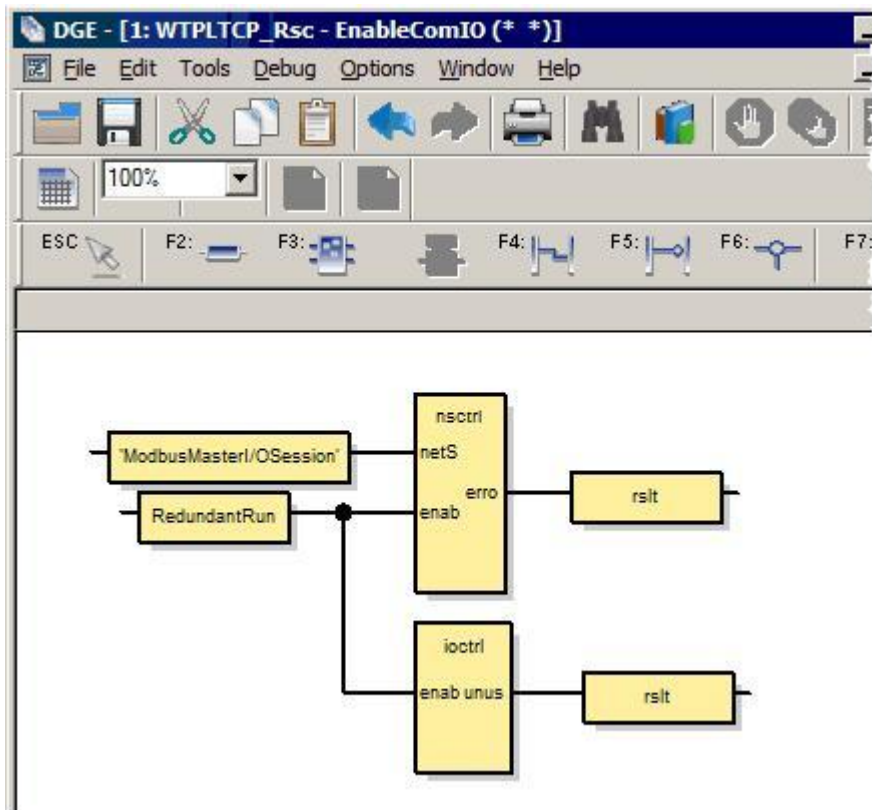 DGE - [1: WTPLTCP_Rsc - EnableComIO (* *)]
File Edit Tools Debug Options Window Help
100%
ESC F2: F3: F4: F5: F6: F7:
nsctrl
'ModbusMasterI/OSession' netS
erro rslt
RedundantRun enab
ioctrl
enab unus rslt